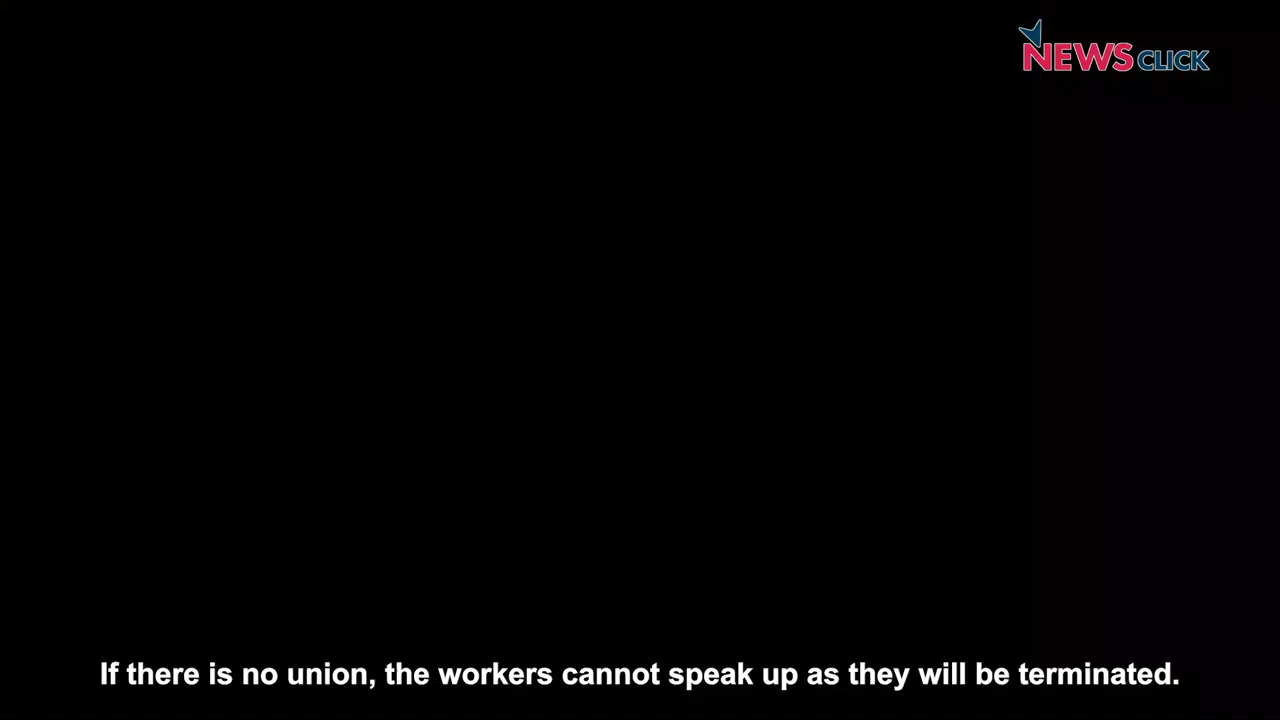 NEWSCLICK
If there is no union, the workers cannot speak up as they will be terminated.